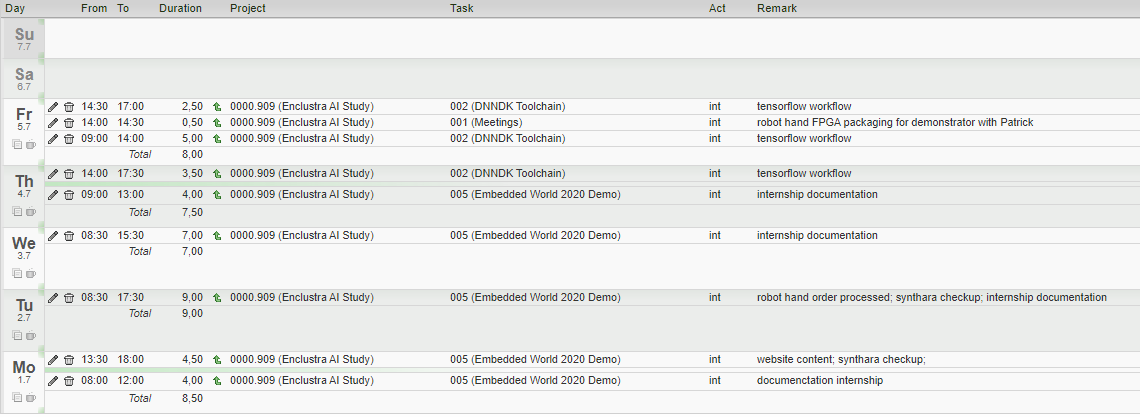 Day From To Duration Project Task Act Remark
Su
7.7
Sa
6.7
Fr
5.7
14:30 17:00 2,50 0000.909 (Enclustra AI Study) 002 (DNNDK Toolchain) int tensorflow workflow
14:00 14:30 0,50 0000.909 (Enclustra AI Study) 001 (Meetings) int robot hand FPGA packaging for demonstrator with Patrick
09:00 14:00 5,00 0000.909 (Enclustra AI Study) 002 (DNNDK Toolchain) int tensorflow workflow
Total 8,00
Th
4.7
14:00 17:30 3,50 0000.909 (Enclustra AI Study) 002 (DNNDK Toolchain) int tensorflow workflow
09:00 13:00 4,00 0000.909 (Enclustra AI Study) 005 (Embedded World 2020 Demo) int internship documentation
Total 7,50
We
3.7
08:30 15:30 7,00 0000.909 (Enclustra AI Study) 005 (Embedded World 2020 Demo) int internship documentation
Total 7,00
Tu
2.7
08:30 17:30 9,00 0000.909 (Enclustra AI Study) 005 (Embedded World 2020 Demo) int robot hand order processed; synthara checkup; internship documentation
Total 9,00
Mo
1.7
13:30 18:00 4,50 0000.909 (Enclustra AI Study) 005 (Embedded World 2020 Demo) int website content; synthara checkup;
08:00 12:00 4,00 0000.909 (Enclustra AI Study) 005 (Embedded World 2020 Demo) int documenctation internship
Total 8,50